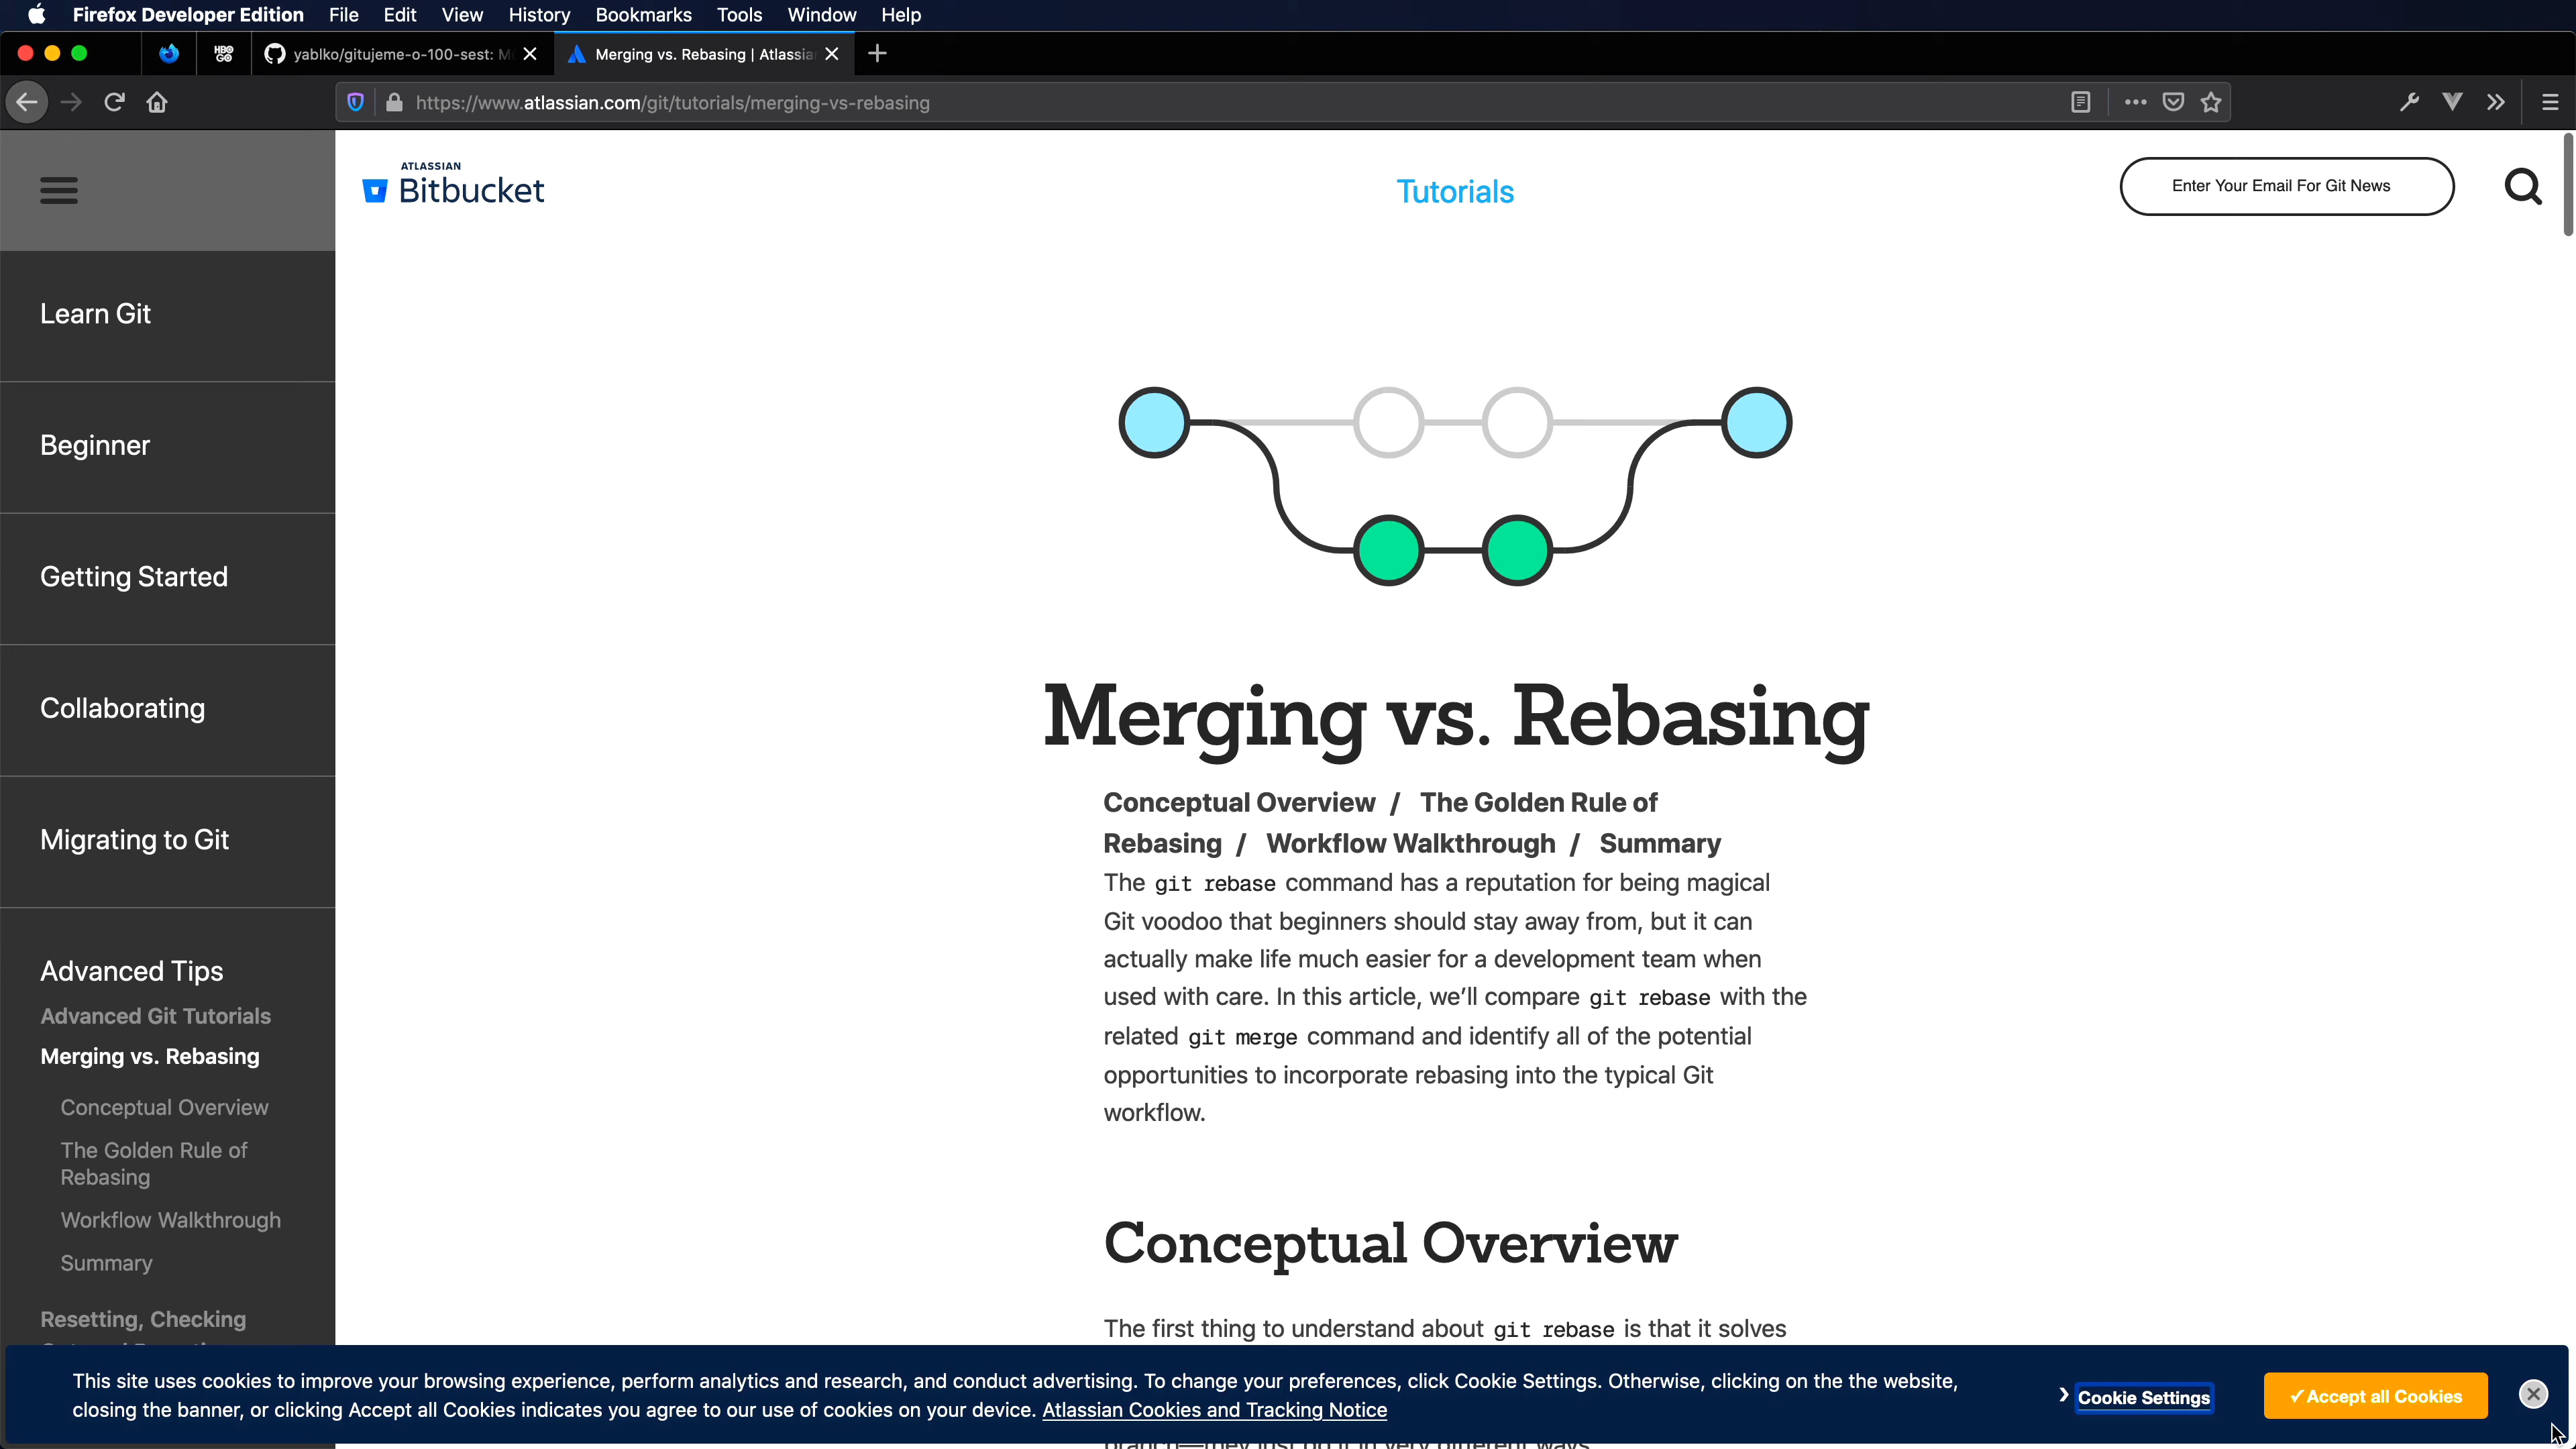 Firefox Developer Edition File Edit View History Bookmarks Tools Window Help
HBO GO yablko/gitujeme-o-100-sest: Merging vs. Rebasing | Atlassian
https://www.atlassian.com/git/tutorials/merging-vs-rebasing
ATLASSIAN
Bitbucket
Tutorials
Enter Your Email For Git News
Learn Git
Beginner
Getting Started
Collaborating
Migrating to Git
Advanced Tips
Advanced Git Tutorials
Merging vs. Rebasing
Conceptual Overview
The Golden Rule of
Rebasing
Workflow Walkthrough
Summary
Resetting, Checking
Merging vs. Rebasing
Conceptual Overview / The Golden Rule of
Rebasing / Workflow Walkthrough / Summary
The git rebase command has a reputation for being magical
Git voodoo that beginners should stay away from, but it can
actually make life much easier for a development team when
used with care. In this article, we'll compare git rebase with the
related git merge command and identify all of the potential
opportunities to incorporate rebasing into the typical Git
workflow.
Conceptual Overview
The first thing to understand about git rebase is that it solves
This site uses cookies to improve your browsing experience, perform analytics and research, and conduct advertising. To change your preferences, click Cookie Settings. Otherwise, clicking on the the website,
closing the banner, or clicking Accept all Cookies indicates you agree to our use of cookies on your device. Atlassian Cookies and Tracking Notice
Cookie Settings
✓Accept all Cookies